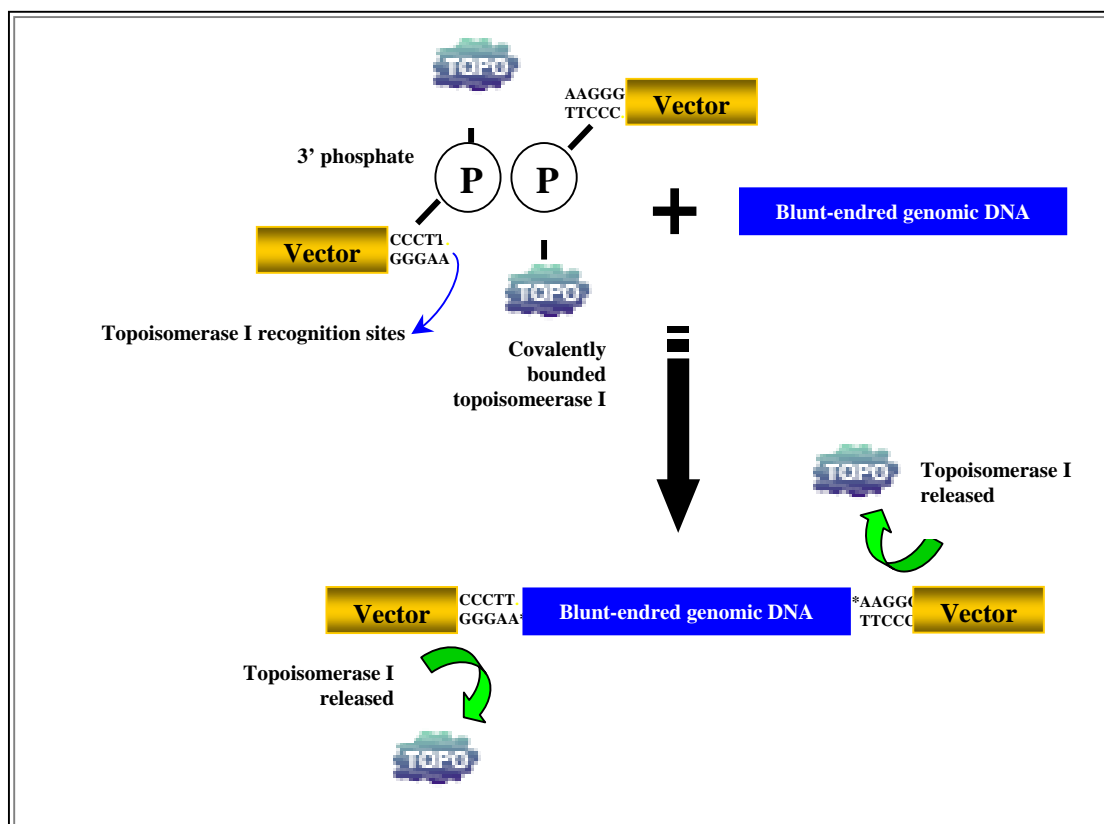 TOPO
AAGGG
TTCCC
Vector
3’ phosphate
P P
Blunt-endred genomic DNA
Vector
CCCTT
GGGAA
TOPO
Topoisomerase I recognition sites
Covalently
bounded
topoisomeerase I
TOPO
Topoisomerase I
released
Vector
CCCTT
GGGAA*
Blunt-endred genomic DNA
*AAGGG
TTCCC
Vector
Topoisomerase I
released
TOPO